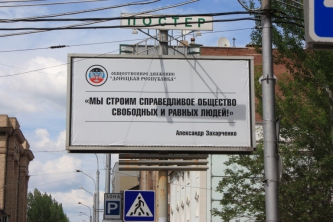 ПОСТЕР
ОБЩЕСТВЕННОЕ ДВИЖЕНИЕ
"ДОНЕЦКАЯ РЕСПУБЛИКА"
«МЫ СТРОИМ СПРАВЕДЛИВОЕ ОБЩЕСТВО
СВОБОДНЫХ И РАВНЫХ ЛЮДЕЙ!»
Александр Захарченко
P